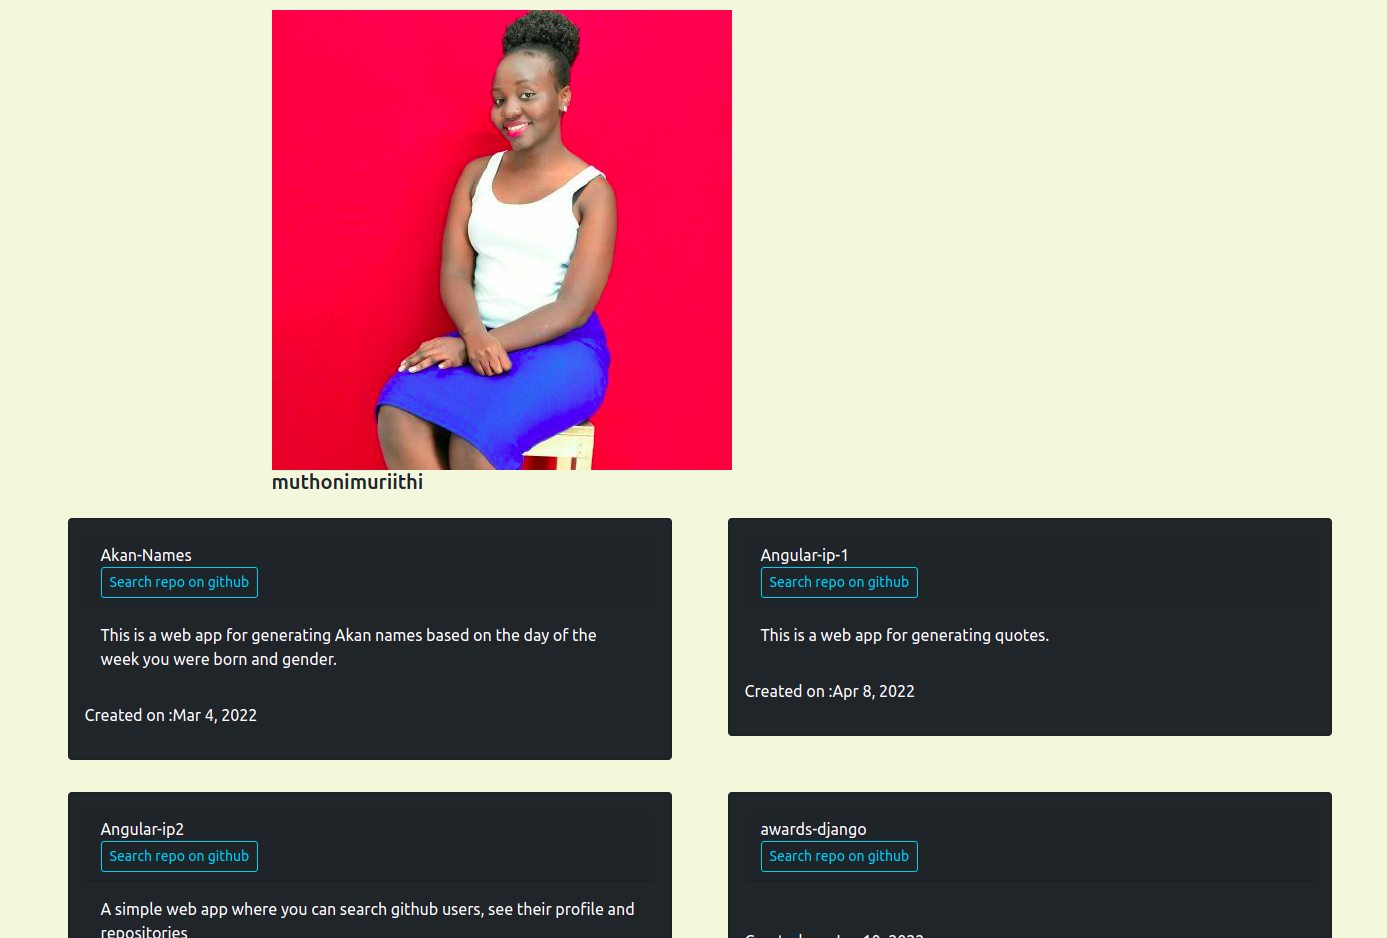 muthonimuriithi
Akan-Names
Search repo on github
This is a web app for generating Akan names based on the day of the
week you were born and gender.
Created on :Mar 4, 2022
Angular-ip-1
Search repo on github
This is a web app for generating quotes.
Created on :Apr 8, 2022
Angular-ip2
Search repo on github
A simple web app where you can search github users, see their profile and
repositories
awards-django
Search repo on github